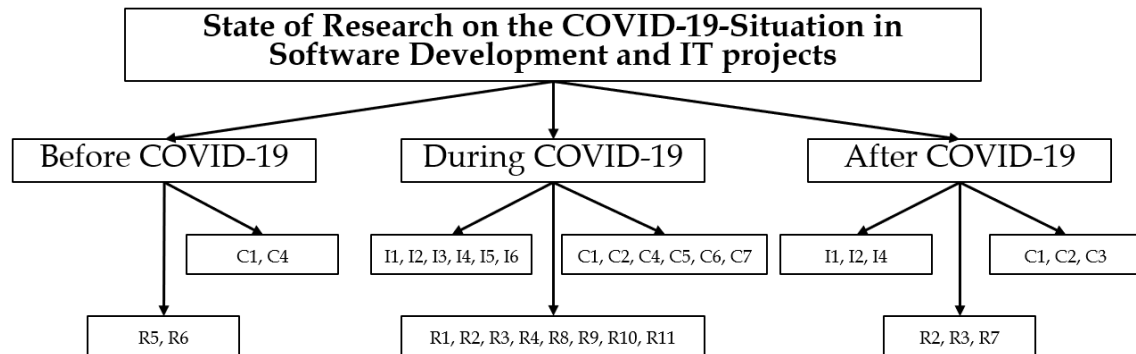 State of Research on the COVID-19-Situation in
Software Development and IT projects
Before COVID-19
During COVID-19
After COVID-19
C1, C4
I1, I2, I3, I4, I5, I6
C1, C2, C4, C5, C6, C7
I1, I2, I4
C1, C2, C3
R5, R6
R1, R2, R3, R4, R8, R9, R10, R11
R2, R3, R7